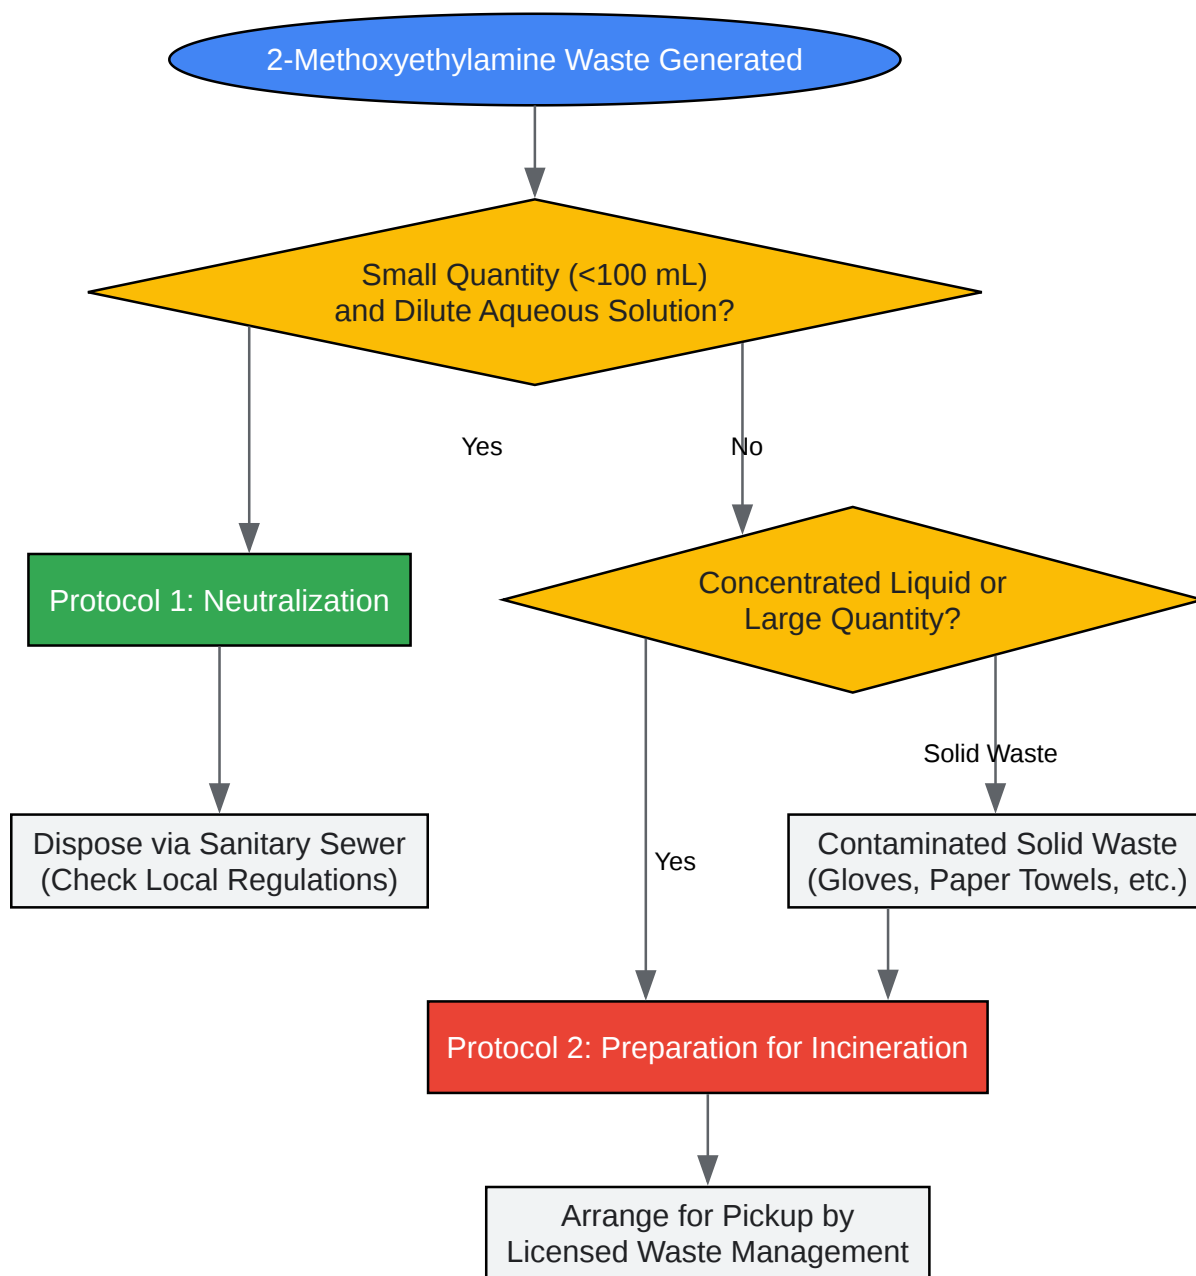 2-Methoxyethylamine Waste Generated
Small Quantity (<100 mL)
and Dilute Aqueous Solution?
Yes
No
Protocol 1: Neutralization
Concentrated Liquid or
Large Quantity?
Solid Waste
Dispose via Sanitary Sewer
(Check Local Regulations)
Yes
Contaminated Solid Waste
(Gloves, Paper Towels, etc.)
Protocol 2: Preparation for Incineration
Arrange for Pickup by
Licensed Waste Management